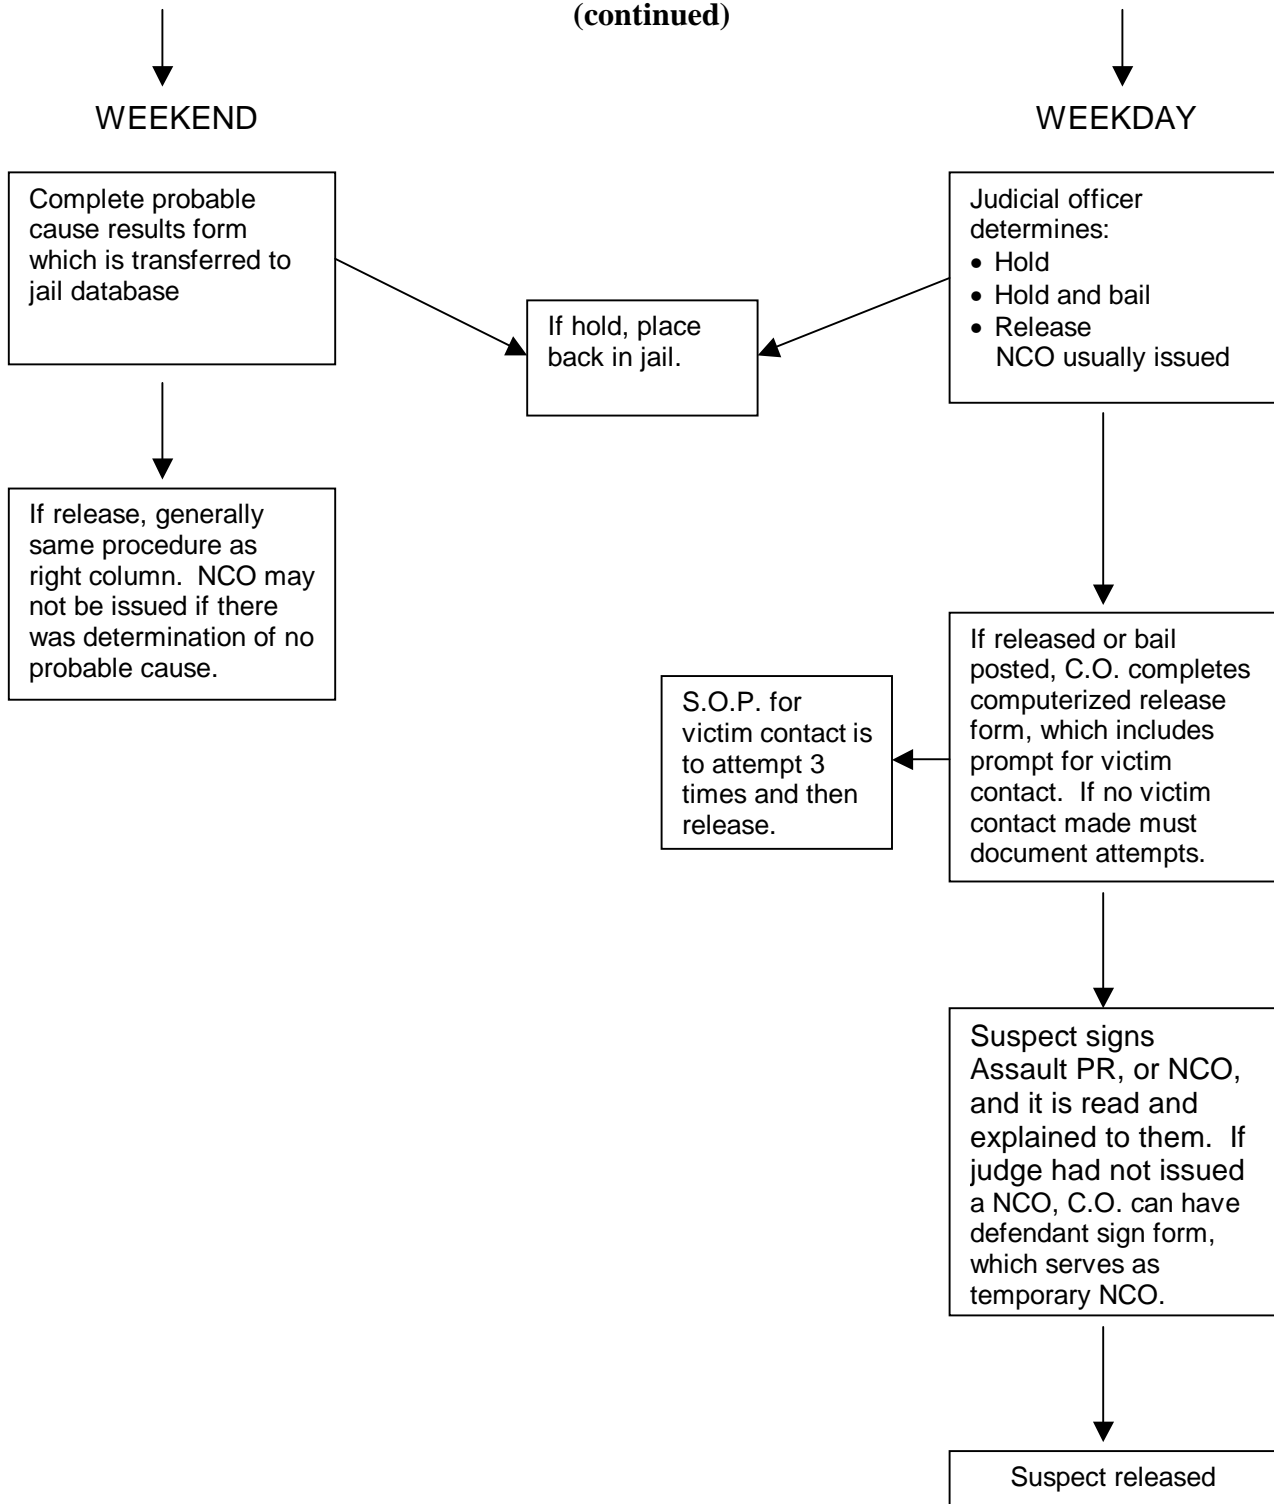 (continued)
WEEKEND
WEEKDAY
Complete probable
cause results form
which is transferred to
jail database
Judicial officer
determines:
• Hold
• Hold and bail
• Release
NCO usually issued
If hold, place
back in jail.
If release, generally
same procedure as
right column.  NCO may
not be issued if there
was determination of no
probable cause.
If released or bail
posted, C.O. completes
computerized release
form, which includes
prompt for victim
contact.  If no victim
contact made must
document attempts.
S.O.P. for
victim contact is
to attempt 3
times and then
release.
Suspect signs
Assault PR, or NCO,
and it is read and
explained to them.  If
judge had not issued
a NCO, C.O. can have
defendant sign form,
which serves as
temporary NCO.
Suspect released